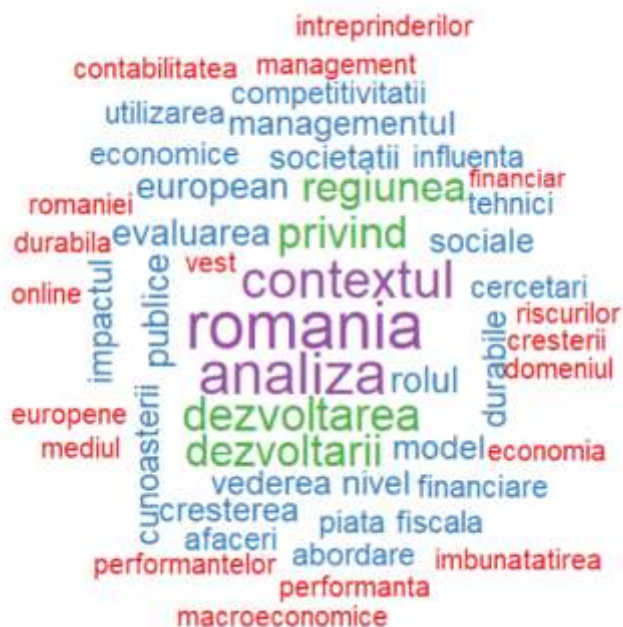 intreprinderilor
contabilitatea management
competitivitatii
utilizarea managementul
economice societatii influenta
european regiunea financiar
romaniei tehnici
durabila evaluarea privind sociale
vest
online impactul publice contextul cercetari
romania durabile riscurilor
cresterii
analiza rolul domeniul
europene dezvoltarea
mediul cunoasterii dezvoltarii model economia
vederea nivel financiare
cresterea piata fiscala
afaceri
performantelor abordare imbunatatirea
performanta
macroeconomice